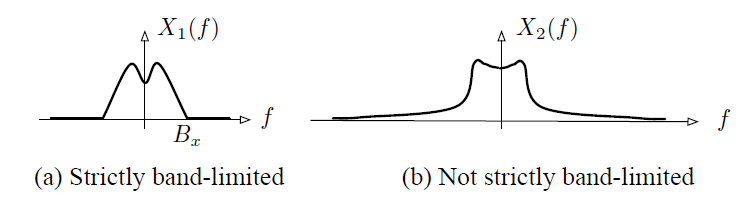 X₁(f)
X₂(f)
f
f
Bₓ
(a) Strictly band-limited
(b) Not strictly band-limited